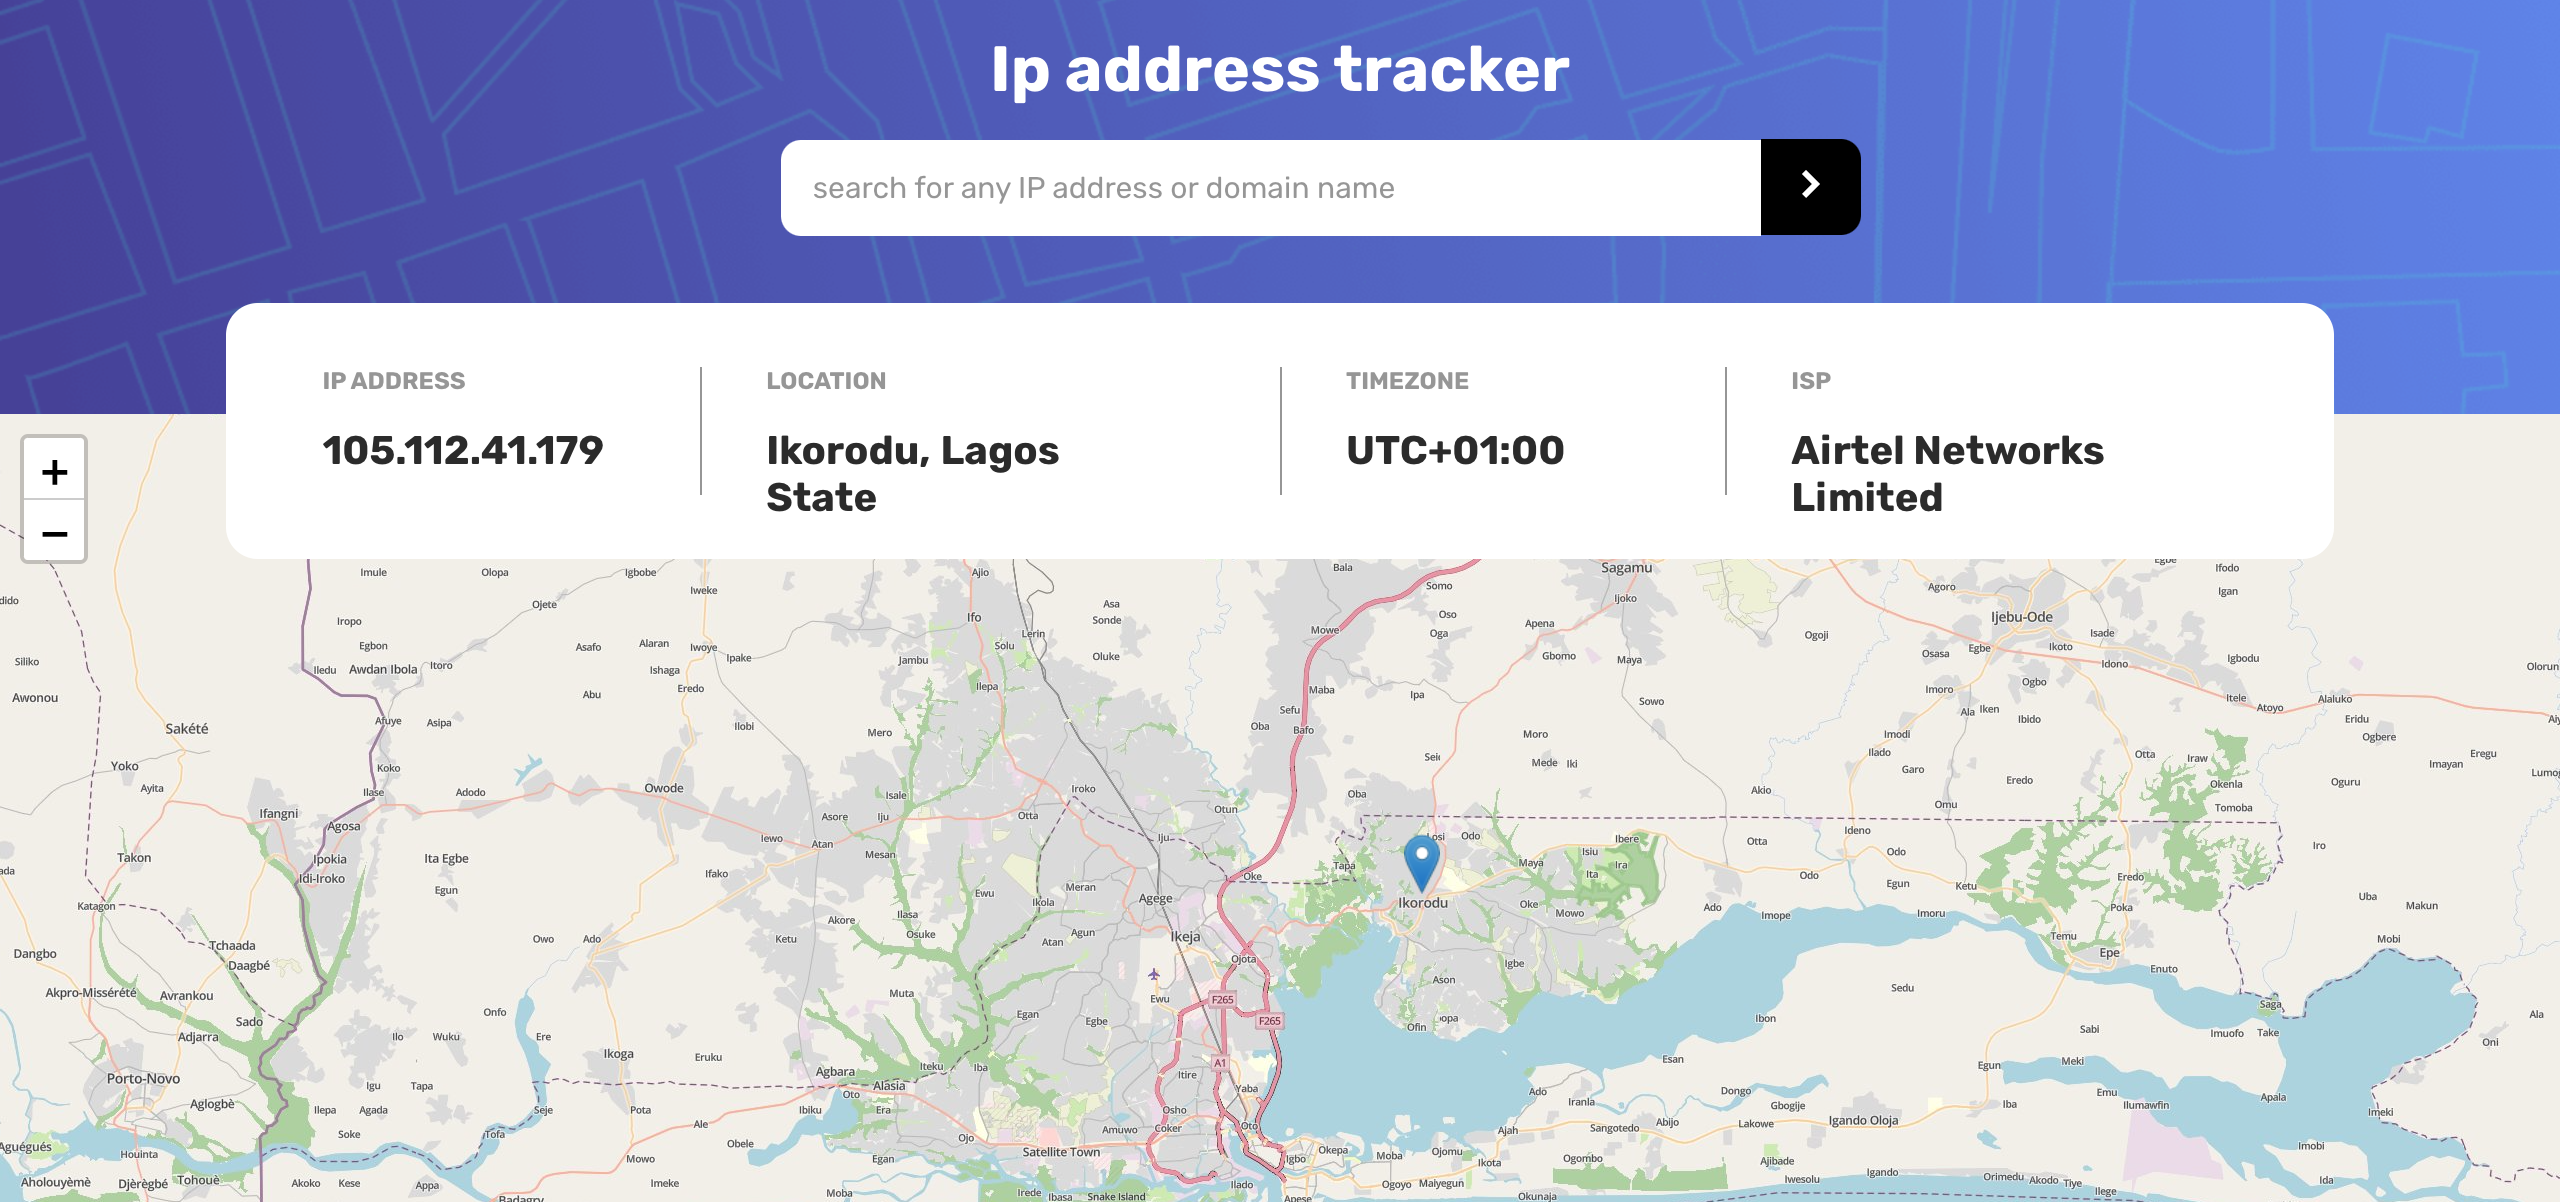 Ip address tracker
search for any IP address or domain name
IP ADDRESS
105.112.41.179
LOCATION
Ikorodu, Lagos
State
TIMEZONE
UTC+01:00
ISP
Airtel Networks
Limited
+
−
Imule Olopa Igbobe Ajio Bala Sagamu Ifodo
Iweke Somo Agoro Igan
Ojete Asa Ijoko
Iropo Ifo Sonde Oso Ijebu-Ode
Egbon Asafo Alaran Iwoye Lerin Mowe Oga Apena Ogoji Isade
Siliko Iledu Awdan Ibola Itoro Ishaga Ipake Jambu Solu Oluke Gbomo Maya Osasa Egbe Ikoto Idono Igbodu
Awonou Abu Eredo Ilepa Maba Ipa Sowo Imoro Ogbo Itele Alaluko
Sakété Afuye Asipa Ilobi Mero Sefu Oba Bafo Moro Ala Iken Ibido Atoyo Eridu
Yoko Koko Mede Iki Imodi Ilado Otta Iraw Ogbere Eregu
Ayita Ilase Adodo Owode Isale Iroko Oba Akio Garo Eredo Okenla Oguru Imayan
Ifangni Agosa Asore Iju Otta Otun Omu Tomoba
Takon Ipokia Ita Egbe Iewo Atan Mesan Iju Odo Ibere Otta Ideno Iro
Idi-Iroko Egun Ifako Ewu Meran Oke Tapa Maya Isiu Ira Ita Odo Odo Egun Ketu Eredo Uba
Katagon Akore Ilasa Ikola Agege Ikorodu Oke Mowo Ado Imope Imoru Poka Makun
Tchaada Owo Ado Ketu Osuke Atan Agun Ikeja Temu Mobi
Dangbo Daagbé Ojota Igbe Epe Enuto
Akpro-Missérété Avrankou Muta Ewu F265 Ason Sedu Saga
Sado Onfo Egan Egbe F265 Ofin Ibon Sabi Imuofo Take Ala
Adjarra Ilo Wuku Ere Ikoga Eruku A1 Esan Egun Meki Oni
Porto-Novo Igu Tapa Agbara Alasia Iteku Iba Itire Yaba Ado Dongo Emu Apala
Aglogbè Ilepa Agada Seje Pota Ibiku Oto Era Osho Iranla Gbogije Iba Ilumawfin Imeki
Soke Tofa Ale Obele Ojo Amuwo Coker Oto Ajah Sangotedo Abijo Lakowe Igando Oloja
Aguégués Houinta Mowo Egan Satellite Town Igbo Okepa Moba Ojomu Ikota Ogombo Ajibade Imobi
Aholouyèmè Djèrègbé Tohouè Akoko Kese Appa Badagry Imeke Moba Irede Ibasa Snake Island Ilado Apese Ogoyo Maiyegun Okunaja Iwesolu Igando Orimedu Akodo Tiye Ilege Ida